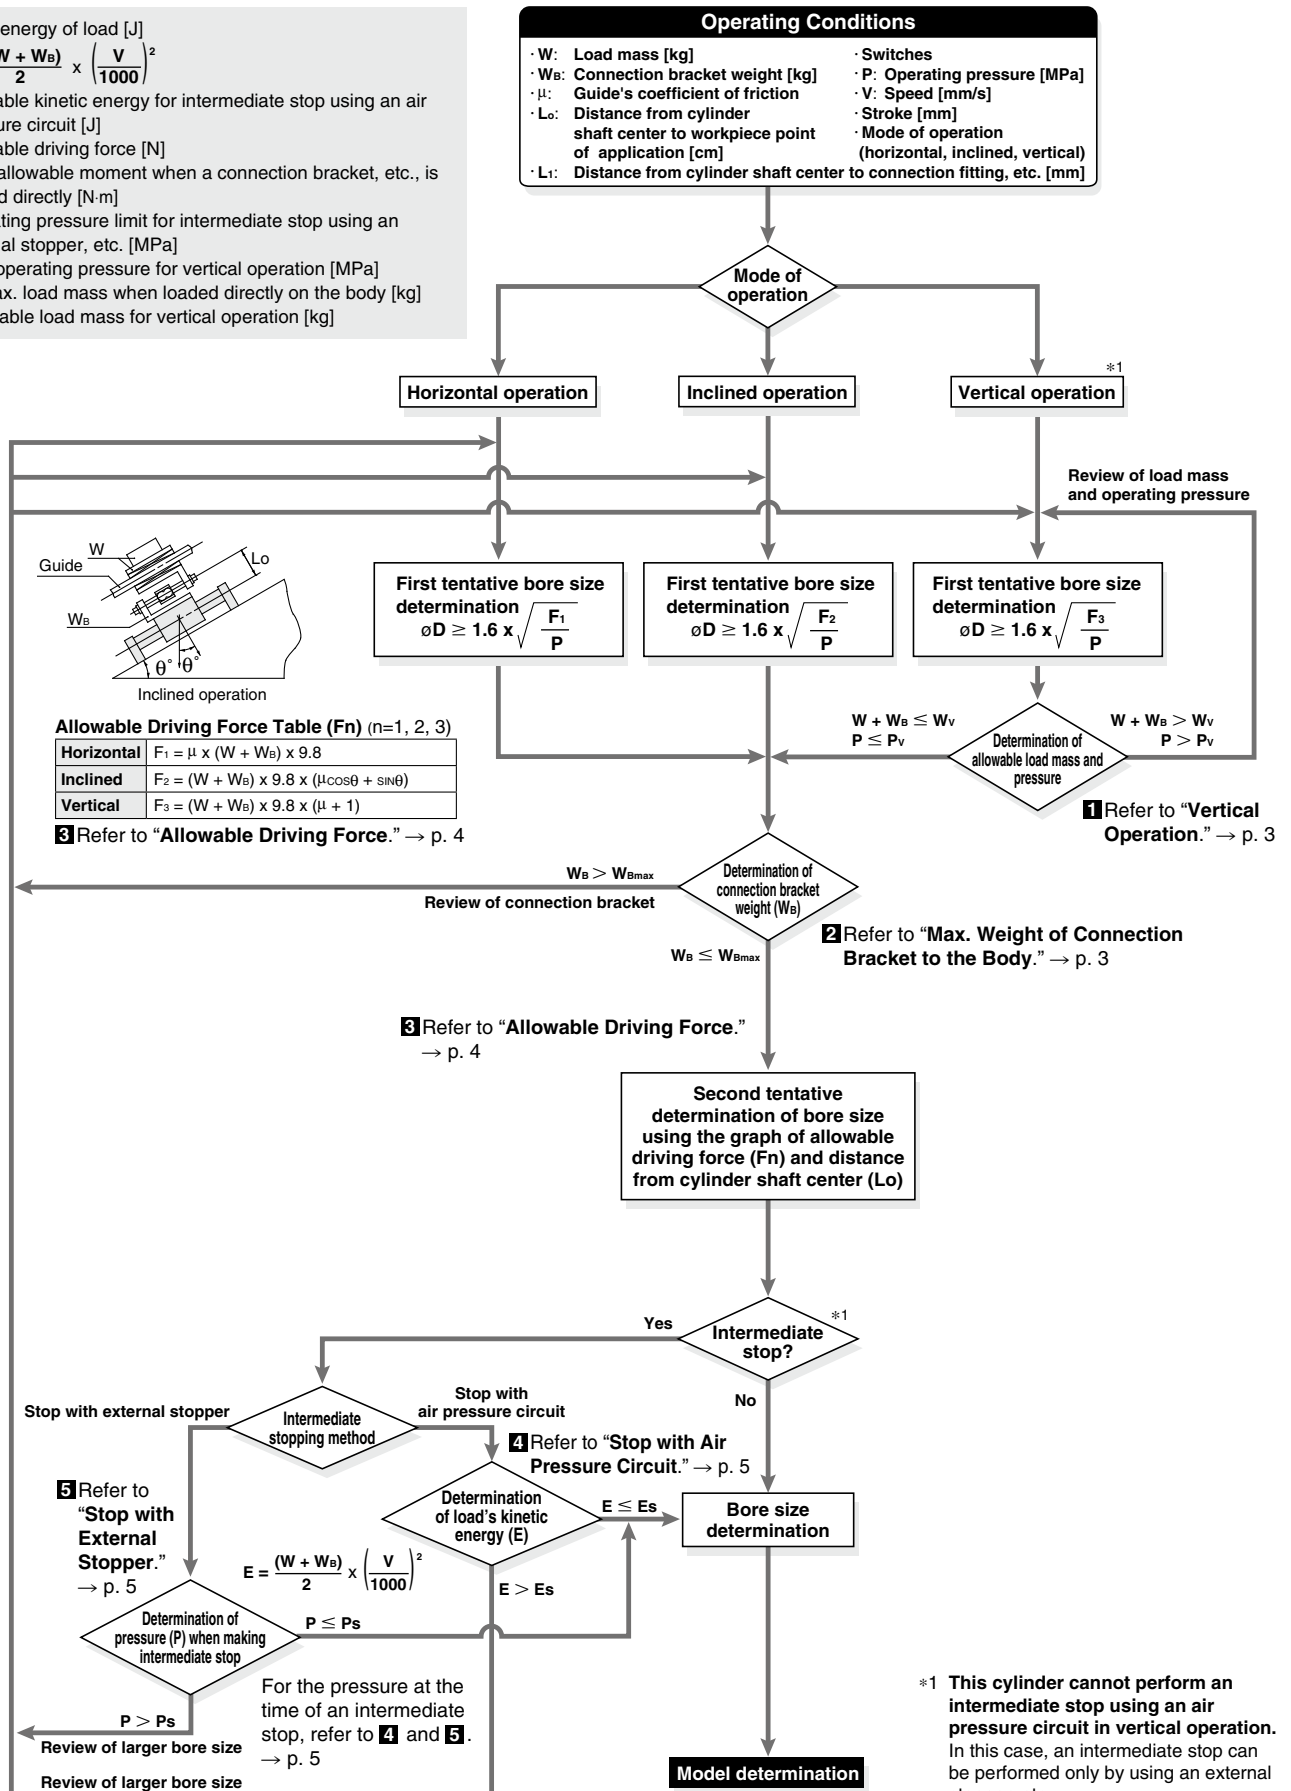 energy of load [J]
W + WB) / 2 x (V / 1000)²
able kinetic energy for intermediate stop using an air
ure circuit [J]
able driving force [N]
allowable moment when a connection bracket, etc., is
d directly [N·m]
ting pressure limit for intermediate stop using an
al stopper, etc. [MPa]
operating pressure for vertical operation [MPa]
ax. load mass when loaded directly on the body [kg]
able load mass for vertical operation [kg]
Operating Conditions
· W: Load mass [kg]
· WB: Connection bracket weight [kg]
· μ: Guide's coefficient of friction
· Lo: Distance from cylinder
shaft center to workpiece point
of application [cm]
· Switches
· P: Operating pressure [MPa]
· V: Speed [mm/s]
· Stroke [mm]
· Mode of operation
(horizontal, inclined, vertical)
· L1: Distance from cylinder shaft center to connection fitting, etc. [mm]
Mode of
operation
*1
Horizontal operation
Inclined operation
Vertical operation
Review of load mass
and operating pressure
W
Guide
Lo
WB
θ° θ°
Inclined operation
First tentative bore size
determination
øD ≥ 1.6 x √ F1 / P
First tentative bore size
determination
øD ≥ 1.6 x √ F2 / P
First tentative bore size
determination
øD ≥ 1.6 x √ F3 / P
Allowable Driving Force Table (Fn) (n=1, 2, 3)
Horizontal F1 = μ x (W + WB) x 9.8
Inclined F2 = (W + WB) x 9.8 x (μCOSθ + SINθ)
Vertical F3 = (W + WB) x 9.8 x (μ + 1)
3 Refer to “Allowable Driving Force.” → p. 4
W + WB ≤ WV
P ≤ PV
Determination of
allowable load mass and
pressure
W + WB > WV
P > PV
1 Refer to “Vertical
Operation.” → p. 3
WB > WBmax
Review of connection bracket
Determination of
connection bracket
weight (WB)
2 Refer to “Max. Weight of Connection
Bracket to the Body.” → p. 3
WB ≤ WBmax
3 Refer to “Allowable Driving Force.”
→ p. 4
Second tentative
determination of bore size
using the graph of allowable
driving force (Fn) and distance
from cylinder shaft center (Lo)
*1
Yes
Intermediate
stop?
No
Stop with external stopper
Intermediate
stopping method
Stop with
air pressure circuit
4 Refer to “Stop with Air
Pressure Circuit.” → p. 5
5 Refer to
“Stop with
External
Stopper.”
→ p. 5
Determination
of load's kinetic
energy (E)
E ≤ Es
Bore size
determination
E = (W + WB) / 2 x (V / 1000)²
E > Es
Determination of
pressure (P) when making
intermediate stop
P ≤ Ps
For the pressure at the
time of an intermediate
stop, refer to 4 and 5.
→ p. 5
P > Ps
Review of larger bore size
Review of larger bore size
Model determination
*1 This cylinder cannot perform an
intermediate stop using an air
pressure circuit in vertical operation.
In this case, an intermediate stop can
be performed only by using an external